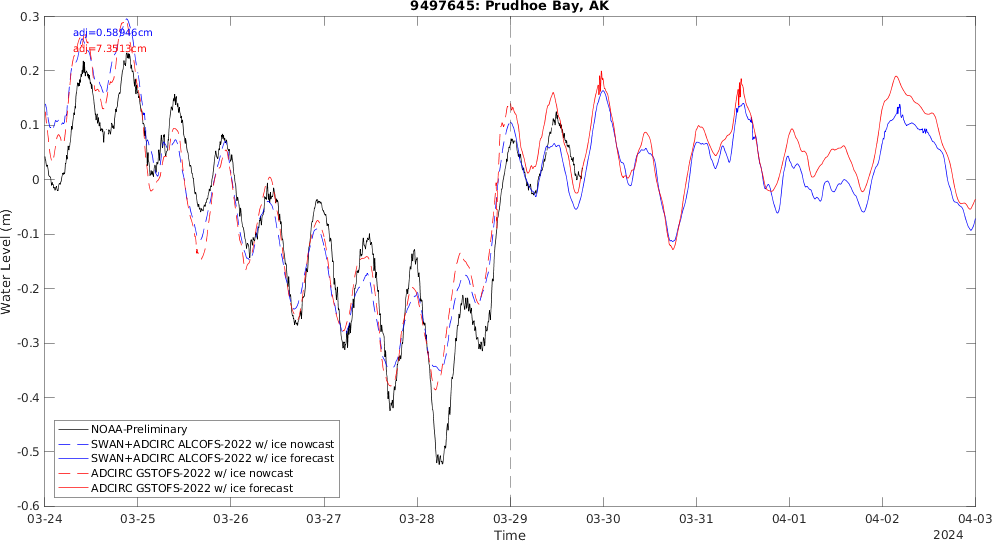 9497645: Prudhoe Bay, AK
adj=0.58946cm
adj=7.3513cm
Water Level (m)
0.3
0.2
0.1
0
-0.1
-0.2
-0.3
-0.4
-0.5
-0.6
NOAA-Preliminary
SWAN+ADCIRC ALCOFS-2022 w/ ice nowcast
SWAN+ADCIRC ALCOFS-2022 w/ ice forecast
ADCIRC GSTOFS-2022 w/ ice nowcast
ADCIRC GSTOFS-2022 w/ ice forecast
03-24 03-25 03-26 03-27 03-28 03-29 03-30 03-31 04-01 04-02 04-03
Time
2024